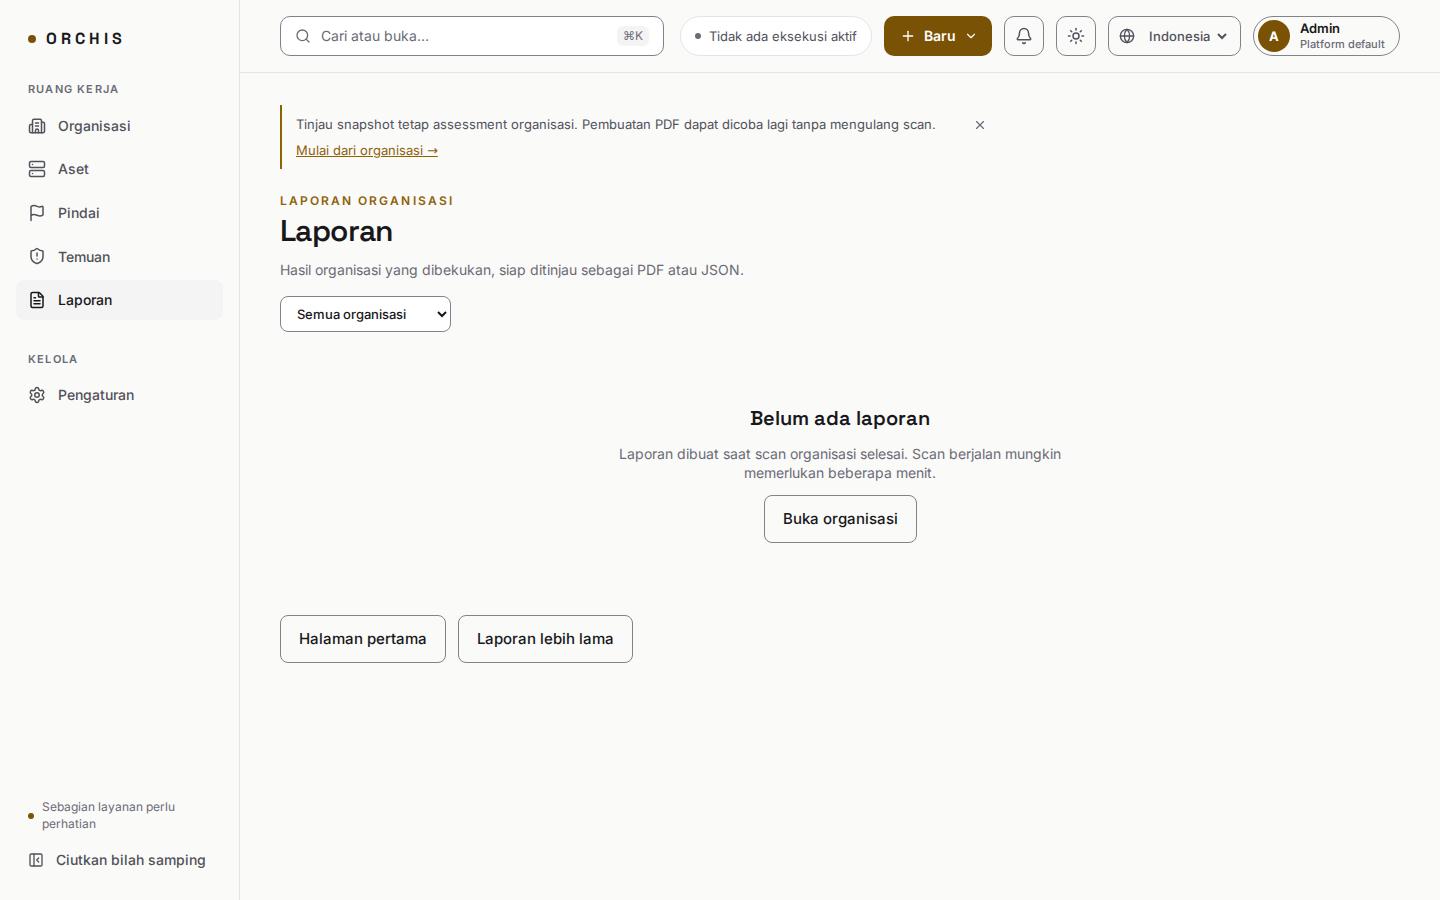 ORCHIS
RUANG KERJA
Organisasi
Aset
Pindai
Temuan
Laporan
KELOLA
Pengaturan
Sebagian layanan perlu
perhatian
Ciutkan bilah samping
Cari atau buka...
⌘K
Tidak ada eksekusi aktif
Baru
Indonesia
A
Admin
Platform default
Tinjau snapshot tetap assessment organisasi. Pembuatan PDF dapat dicoba lagi tanpa mengulang scan.
Mulai dari organisasi →
LAPORAN ORGANISASI
Laporan
Hasil organisasi yang dibekukan, siap ditinjau sebagai PDF atau JSON.
Semua organisasi
Belum ada laporan
Laporan dibuat saat scan organisasi selesai. Scan berjalan mungkin
memerlukan beberapa menit.
Buka organisasi
Halaman pertama
Laporan lebih lama